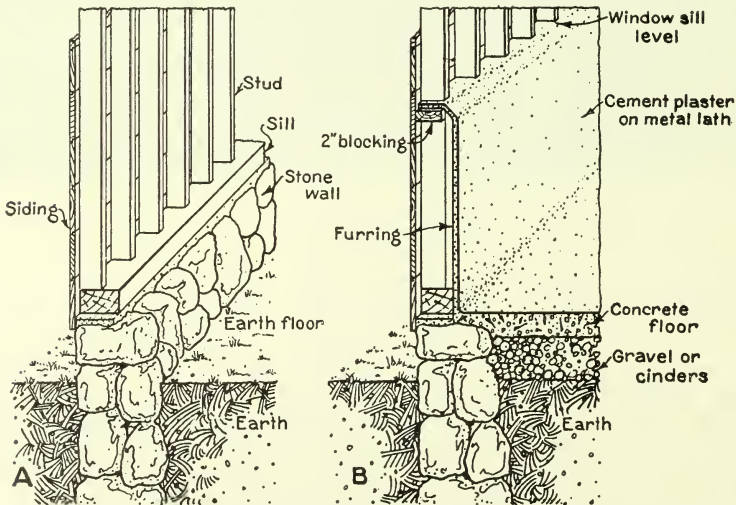 Stud
Sill
Stone
wall
Siding
Earth floor
Earth
A
Window sill
level
Cement plaster
on metal lath
2" blocking
Furring
Concrete
floor
Gravel or
cinders
Earth
B